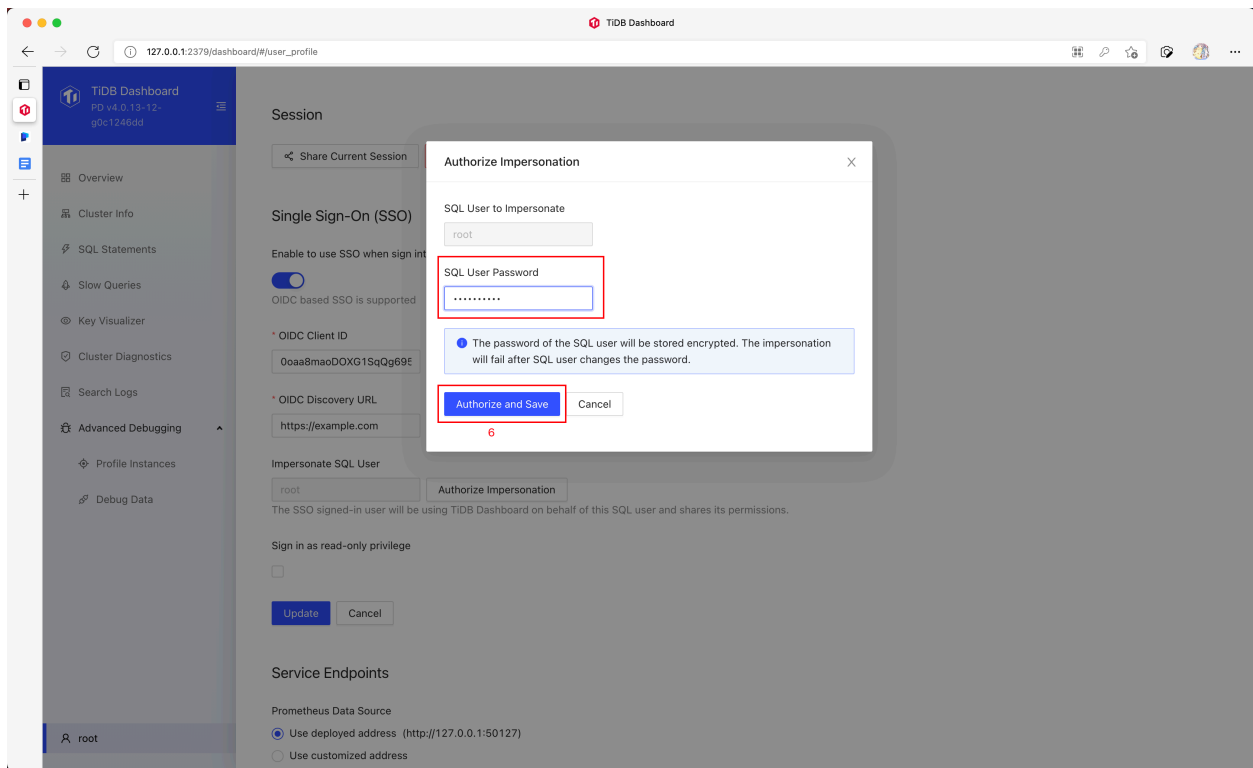 TiDB Dashboard
127.0.0.1:2379/dashboard/#/user_profile
TiDB Dashboard
PD v4.0.13-12-
g0c1246dd
Overview
Cluster Info
SQL Statements
Slow Queries
Key Visualizer
Cluster Diagnostics
Search Logs
Advanced Debugging
Profile Instances
Debug Data
root
Session
Share Current Session
Single Sign-On (SSO)
Enable to use SSO when sign int
OIDC based SSO is supported
* OIDC Client ID
0oaa8maoDOXG1SqQg695
* OIDC Discovery URL
https://example.com
Impersonate SQL User
root
Authorize Impersonation
The SSO signed-in user will be using TiDB Dashboard on behalf of this SQL user and shares its permissions.
Sign in as read-only privilege
Update
Cancel
Service Endpoints
Prometheus Data Source
Use deployed address (http://127.0.0.1:50127)
Use customized address
Authorize Impersonation
SQL User to Impersonate
root
SQL User Password
••••••••••
The password of the SQL user will be stored encrypted. The impersonation
will fail after SQL user changes the password.
Authorize and Save
Cancel
6